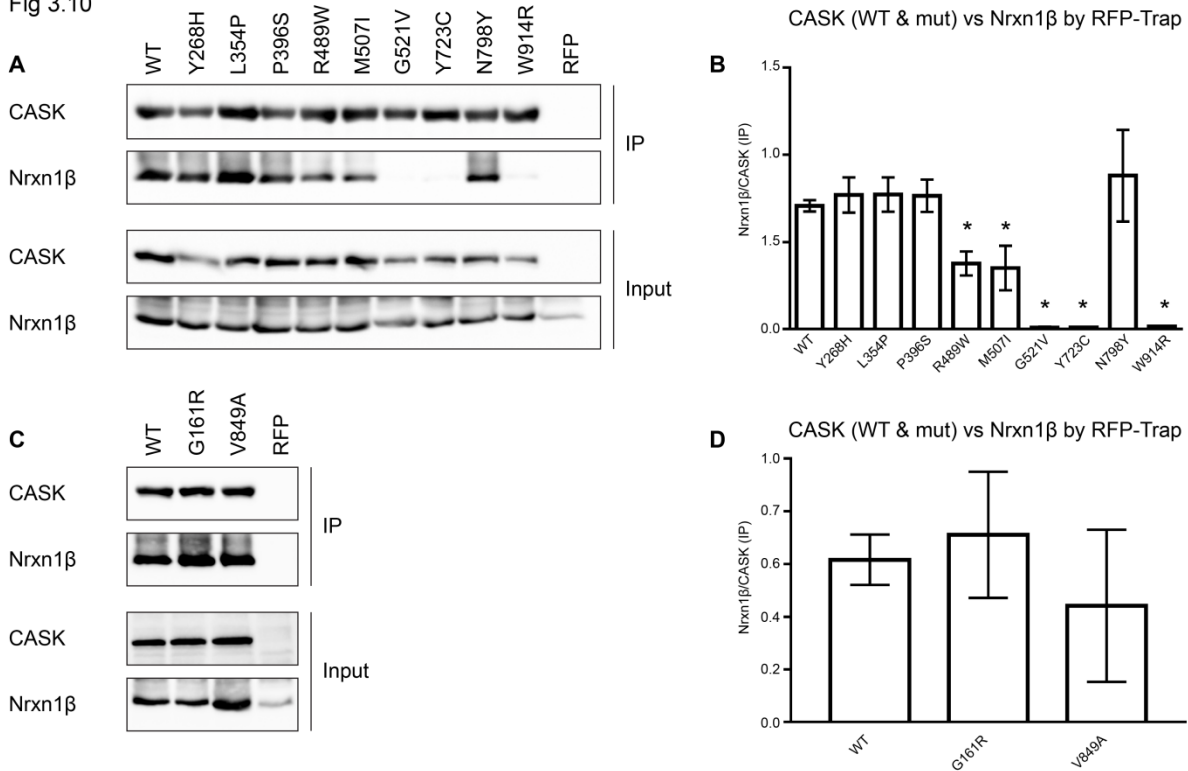 Fig 3.10
A
WT
Y268H
L354P
P396S
R489W
M507I
G521V
Y723C
N798Y
W914R
RFP
CASK
Nrxn1β
IP
CASK
Nrxn1β
Input
CASK (WT & mut) vs Nrxn1β by RFP-Trap
B
Nrxn1β/CASK (IP)
1.5
1.0
1.5
0.0
* * * * *
WT
Y268H
L354P
P396S
R489W
M507I
G521V
Y723C
N798Y
W914R
C
WT
G161R
V849A
RFP
CASK
Nrxn1β
IP
CASK
Nrxn1β
Input
CASK (WT & mut) vs Nrxn1β by RFP-Trap
D
Nrxn1β/CASK (IP)
1.0
0.7
0.6
0.4
0.2
0.0
WT
G161R
V849A